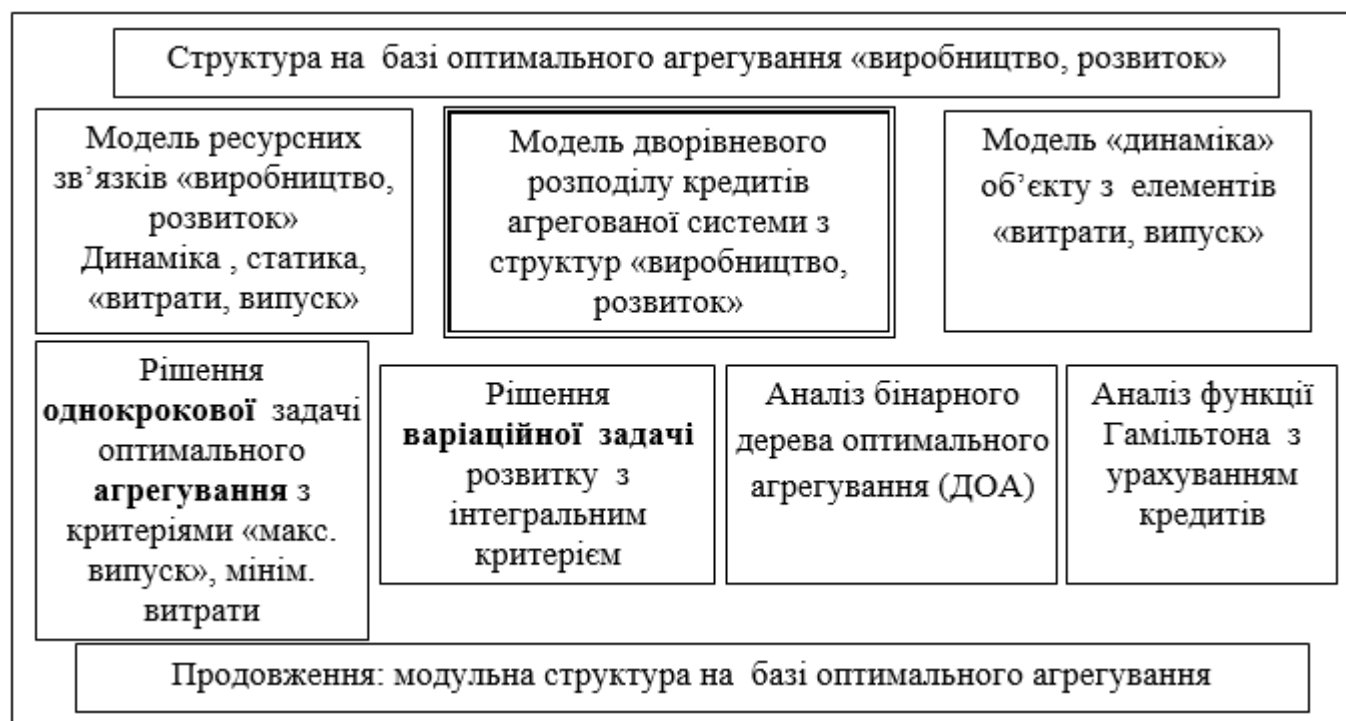 Структура на базі оптимального агрегування «виробництво, розвиток»
Модель ресурсних
зв’язків «виробництво,
розвиток»
Динаміка , статика,
«витрати, випуск»
Модель дворівневого
розподілу кредитів
агрегованої системи з
структур «виробництво,
розвиток»
Модель «динаміка»
об’єкту з елементів
«витрати, випуск»
Рішення
однокрокової задачі
оптимального
агрегування з
критеріями «макс.
випуск», мінім.
витрати
Рішення
варіаційної задачі
розвитку з
інтегральним
критерієм
Аналіз бінарного
дерева оптимального
агрегування (ДОА)
Аналіз функції
Гамільтона з
урахуванням
кредитів
Продовження: модульна структура на базі оптимального агрегування